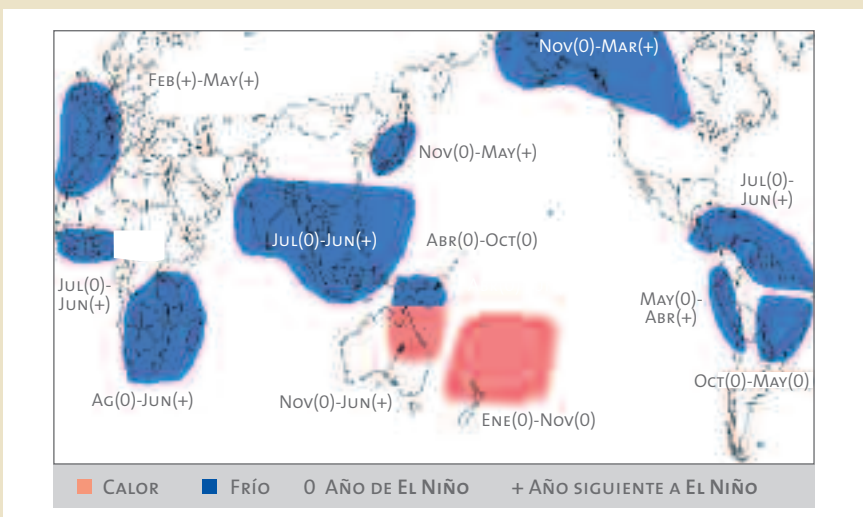 Nov(0)-Mar(+)
Feb(+)-May(+)
Nov(0)-May(+)
Jul(0)-
Jun(+)
Jul(0)-Jun(+)
Abr(0)-Oct(0)
Jul(0)-
Jun(+)
May(0)-
Abr(+)
Oct(0)-May(0)
Ag(0)-Jun(+)
Nov(0)-Jun(+)
Ene(0)-Nov(0)
Calor Frío 0 Año de El Niño + Año siguiente a El Niño